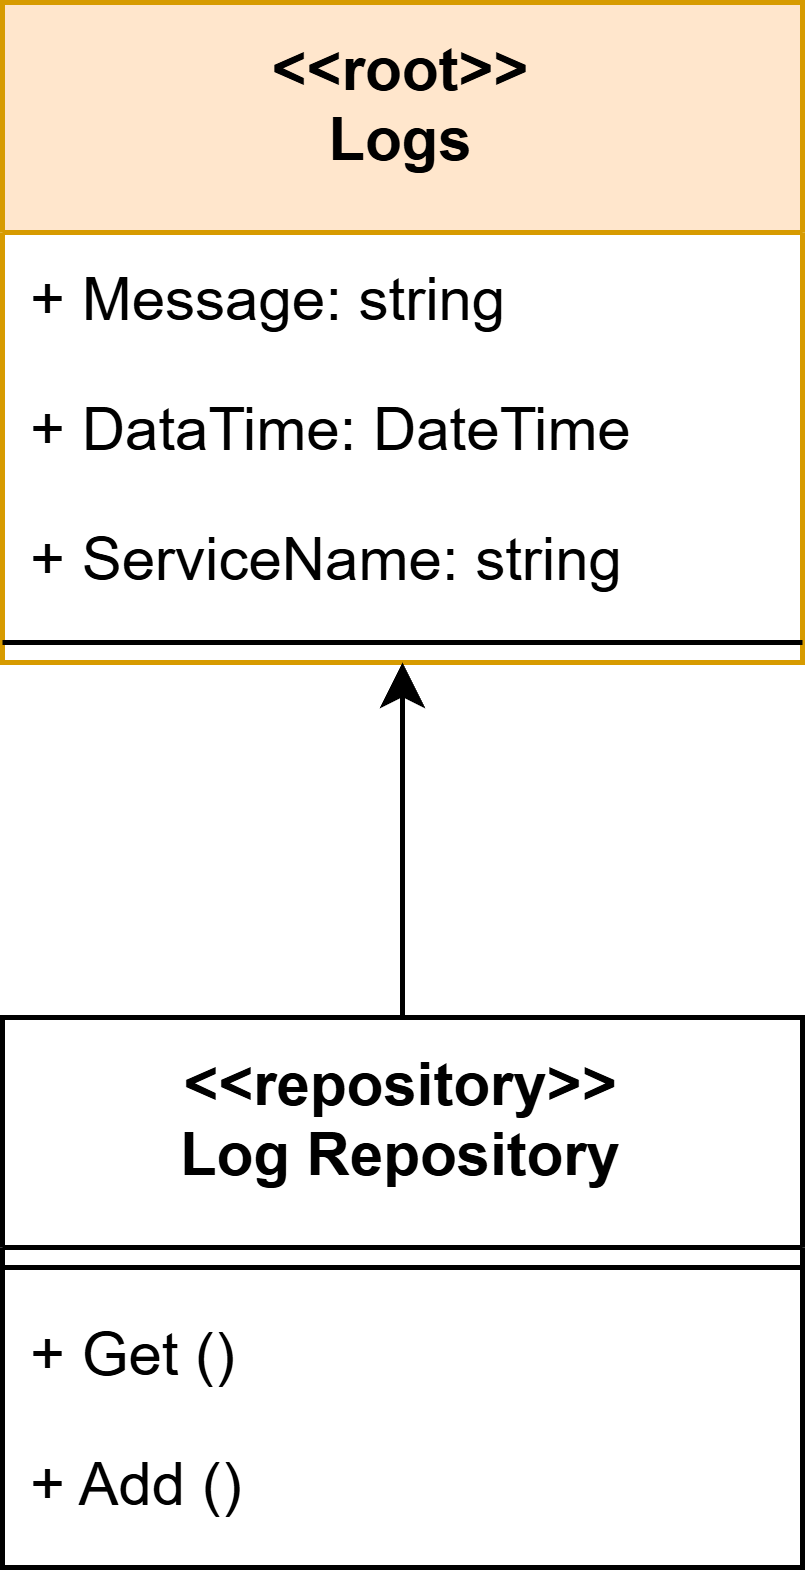 <<root>>
Logs
+ Message: string
+ DataTime: DateTime
+ ServiceName: string
<<repository>>
Log Repository
+ Get ()
+ Add ()